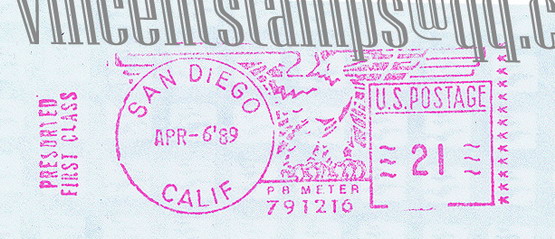 vincentstamps@qq.c
PRESORTED
FIRST CLASS
SAN DIEGO
APR-6'89
CALIF
U.S.POSTAGE
21
PB METER
791216